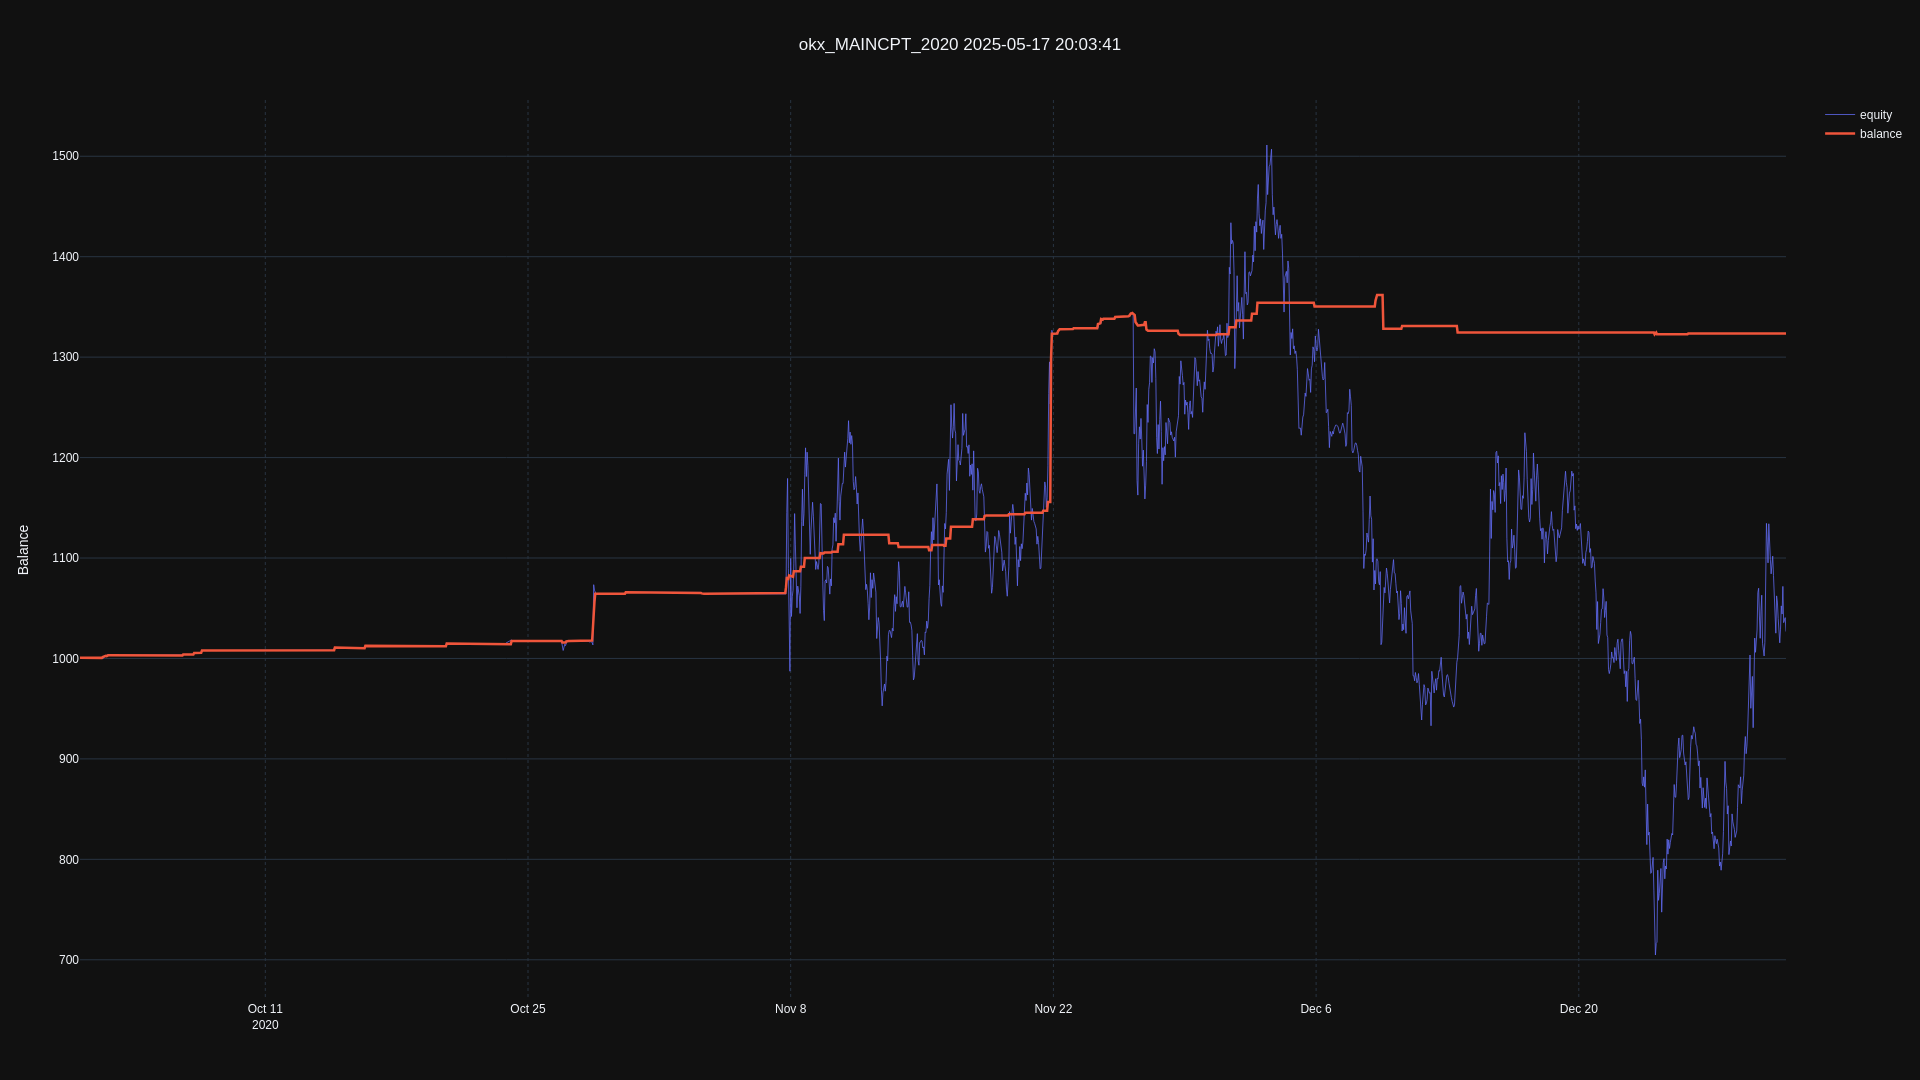 okx_MAINCPT_2020 2025-05-17 20:03:41
equity
balance
Balance
1500
1400
1300
1200
1100
1000
900
800
700
Oct 11
2020
Oct 25
Nov 8
Nov 22
Dec 6
Dec 20